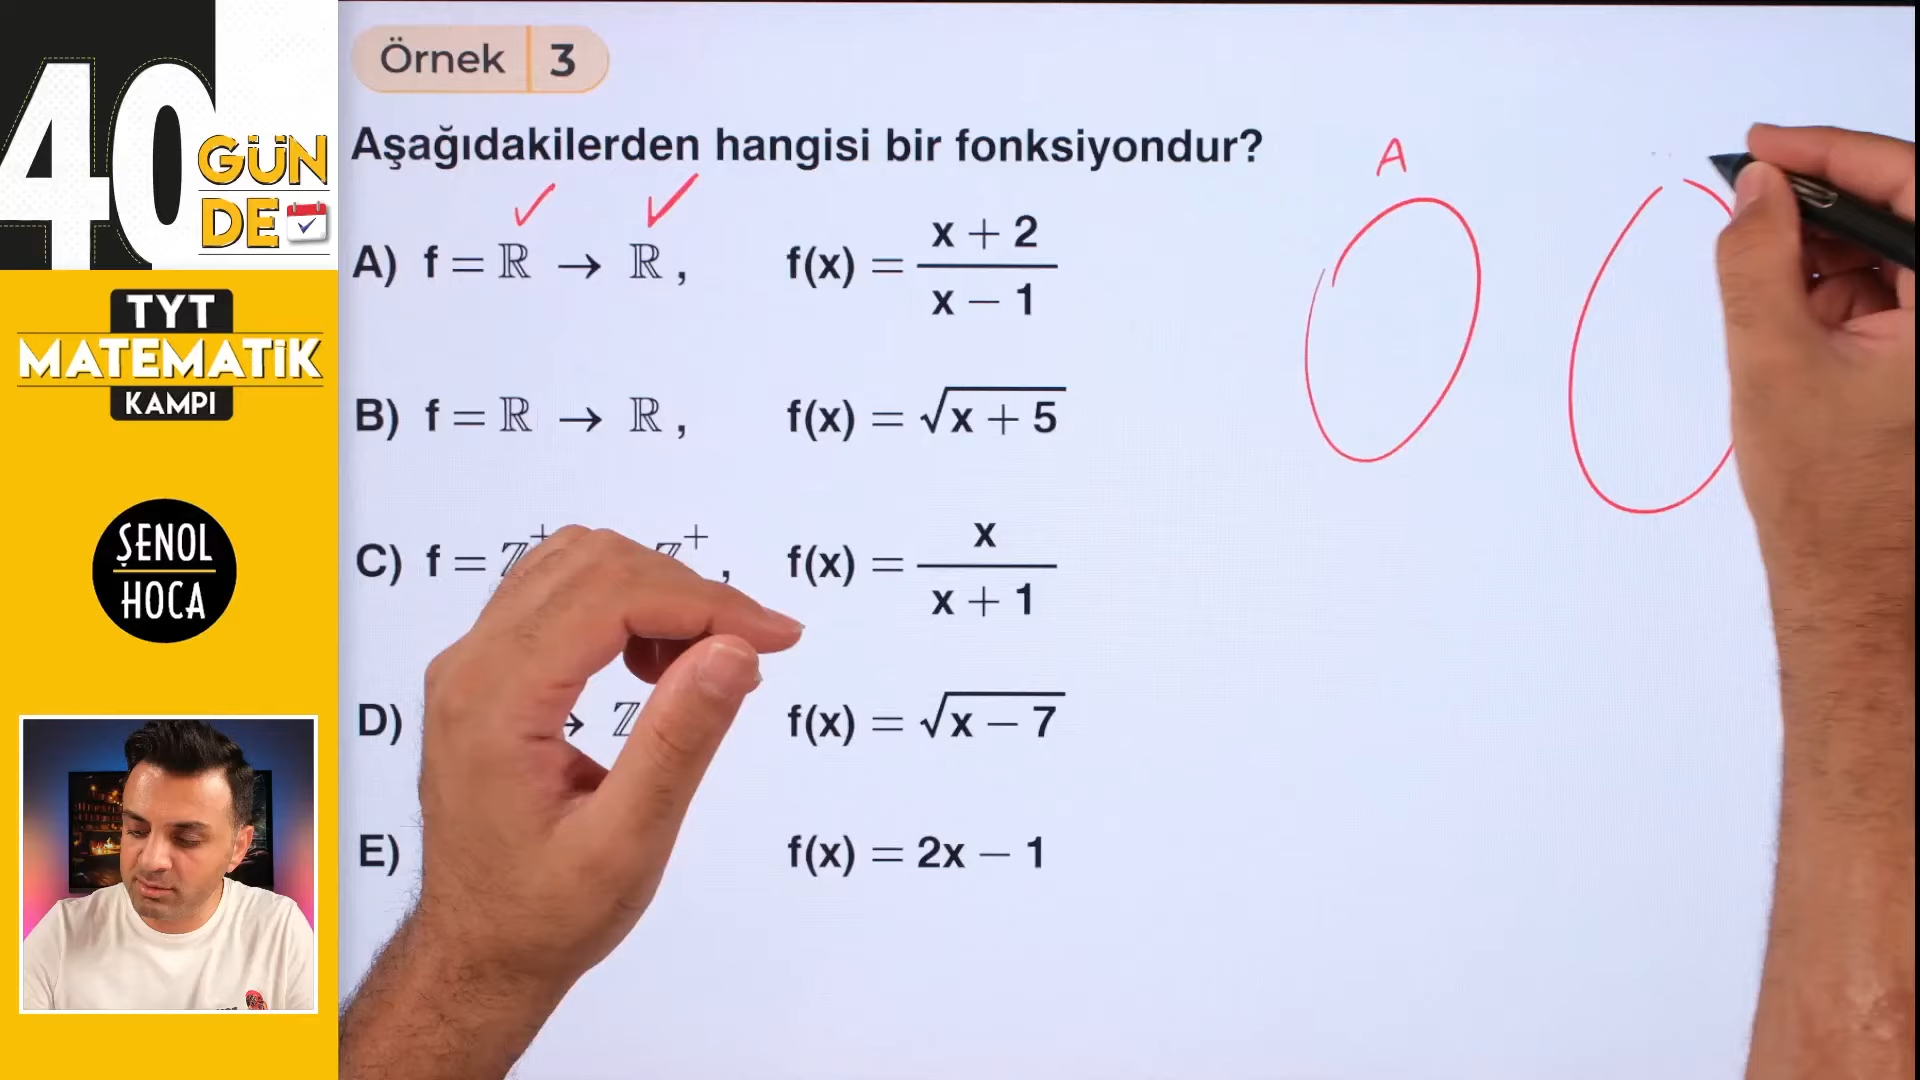 40
GÜN
DE
TYT
MATEMATİK
KAMPI
ŞENOL
HOCA
Örnek 3
Aşağıdakilerden hangisi bir fonksiyondur?
A) f = ℝ → ℝ , f(x) = (x + 2)/(x − 1)
B) f = ℝ → ℝ , f(x) = √(x + 5)
C) f = ℤ⁺ ℤ⁺ , f(x) = x/(x + 1)
D) → ℤ f(x) = √(x − 7)
E) f(x) = 2x − 1
A